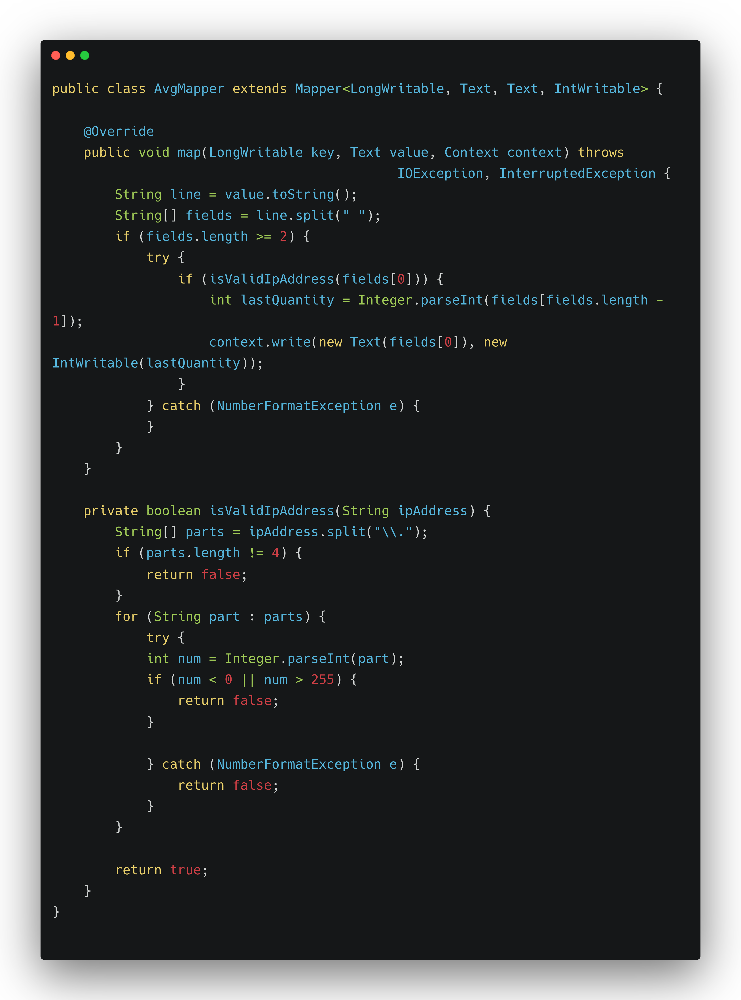 public class AvgMapper extends Mapper<LongWritable, Text, Text, IntWritable> {

    @Override
    public void map(LongWritable key, Text value, Context context) throws
                                            IOException, InterruptedException {
        String line = value.toString();
        String[] fields = line.split(" ");
        if (fields.length >= 2) {
            try {
                if (isValidIpAddress(fields[0])) {
                    int lastQuantity = Integer.parseInt(fields[fields.length -
1]);
                    context.write(new Text(fields[0]), new
IntWritable(lastQuantity));
                }
            } catch (NumberFormatException e) {
            }
        }
    }

    private boolean isValidIpAddress(String ipAddress) {
        String[] parts = ipAddress.split("\\.");
        if (parts.length != 4) {
            return false;
        }
        for (String part : parts) {
            try {
            int num = Integer.parseInt(part);
            if (num < 0 || num > 255) {
                return false;
            }

            } catch (NumberFormatException e) {
                return false;
            }
        }

        return true;
    }
}